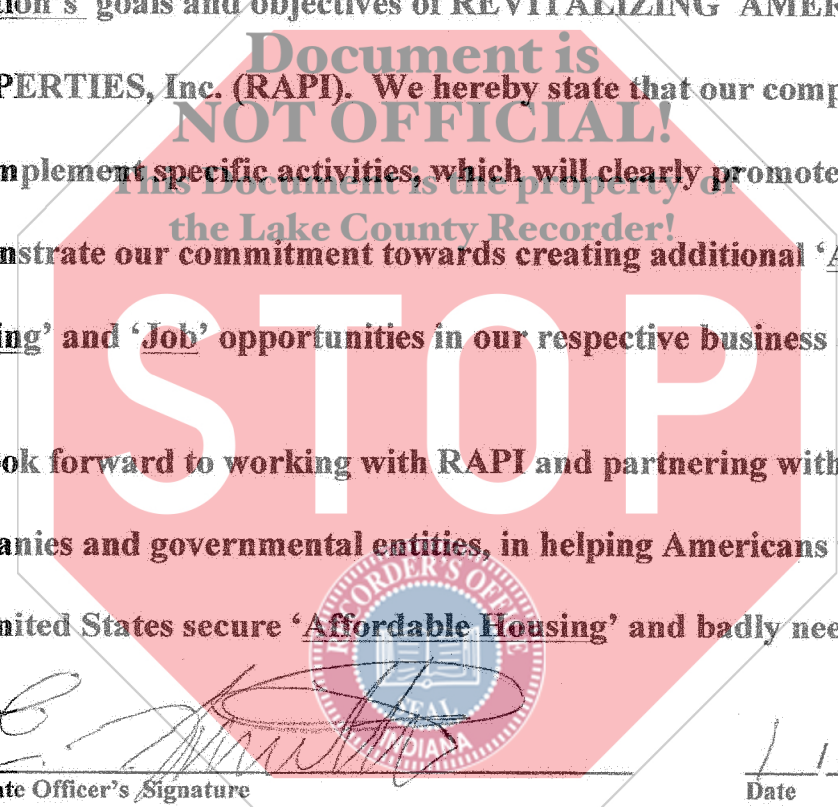 tion's goals and objectives of REVITALIZING AMER
Document is
PERTIES, Inc. (RAPI). We hereby state that our comp
NOT OFFICIAL!
mplement specific activities, which will clearly promote
This Document is the property of
the Lake County Recorder!
nstrate our commitment towards creating additional ‘A
STOP
ing’ and ‘Job’ opportunities in our respective business
ok forward to working with RAPI and partnering with
anies and governmental entities, in helping Americans
RECORDER'S OFFICE
nited States secure ‘Affordable Housing’ and badly nee
SEAL
INDIANA
te Officer's Signature
Date